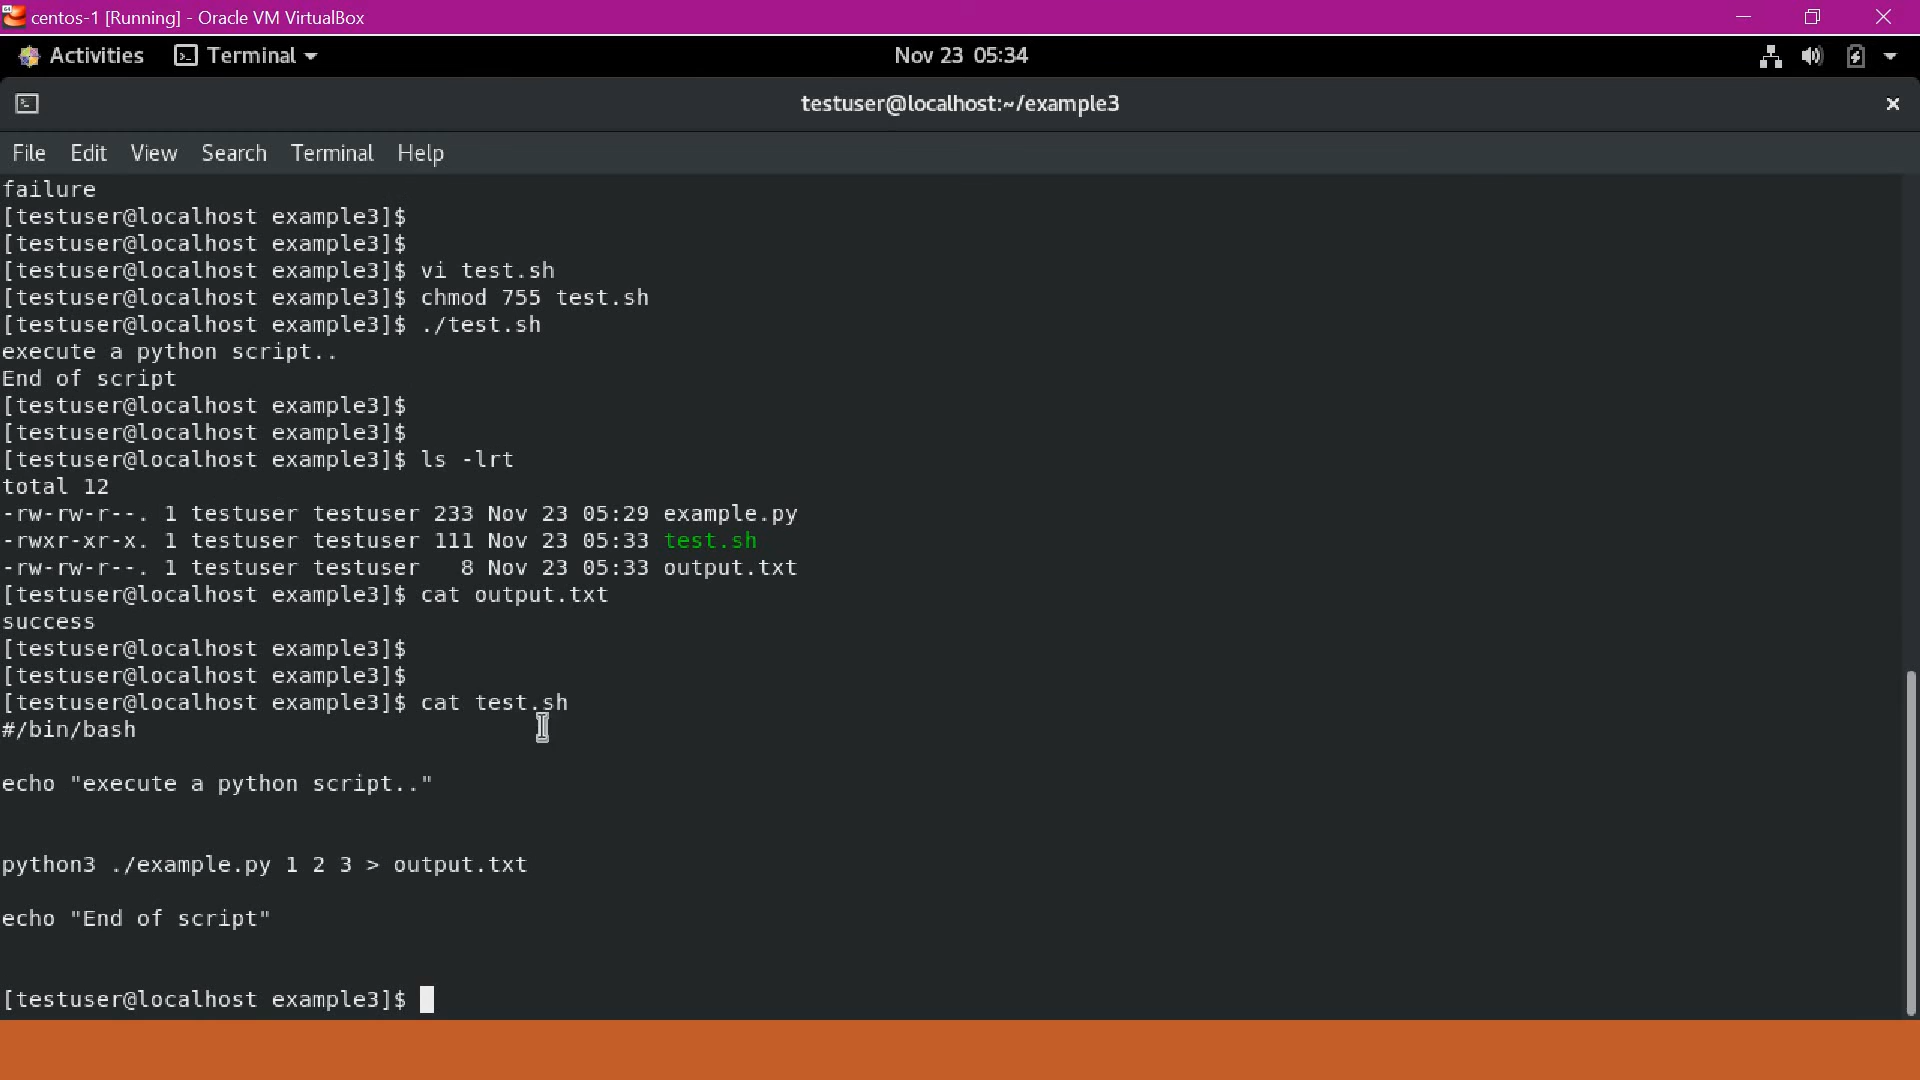 centos-1 [Running] - Oracle VM VirtualBox
Activities Terminal Nov 23 05:34
testuser@localhost:~/example3
File Edit View Search Terminal Help
failure
[testuser@localhost example3]$
[testuser@localhost example3]$
[testuser@localhost example3]$ vi test.sh
[testuser@localhost example3]$ chmod 755 test.sh
[testuser@localhost example3]$ ./test.sh
execute a python script..
End of script
[testuser@localhost example3]$
[testuser@localhost example3]$
[testuser@localhost example3]$ ls -lrt
total 12
-rw-rw-r--. 1 testuser testuser 233 Nov 23 05:29 example.py
-rwxr-xr-x. 1 testuser testuser 111 Nov 23 05:33 test.sh
-rw-rw-r--. 1 testuser testuser   8 Nov 23 05:33 output.txt
[testuser@localhost example3]$ cat output.txt
success
[testuser@localhost example3]$
[testuser@localhost example3]$
[testuser@localhost example3]$ cat test.sh
#/bin/bash
echo "execute a python script.."
python3 ./example.py 1 2 3 > output.txt
echo "End of script"
[testuser@localhost example3]$